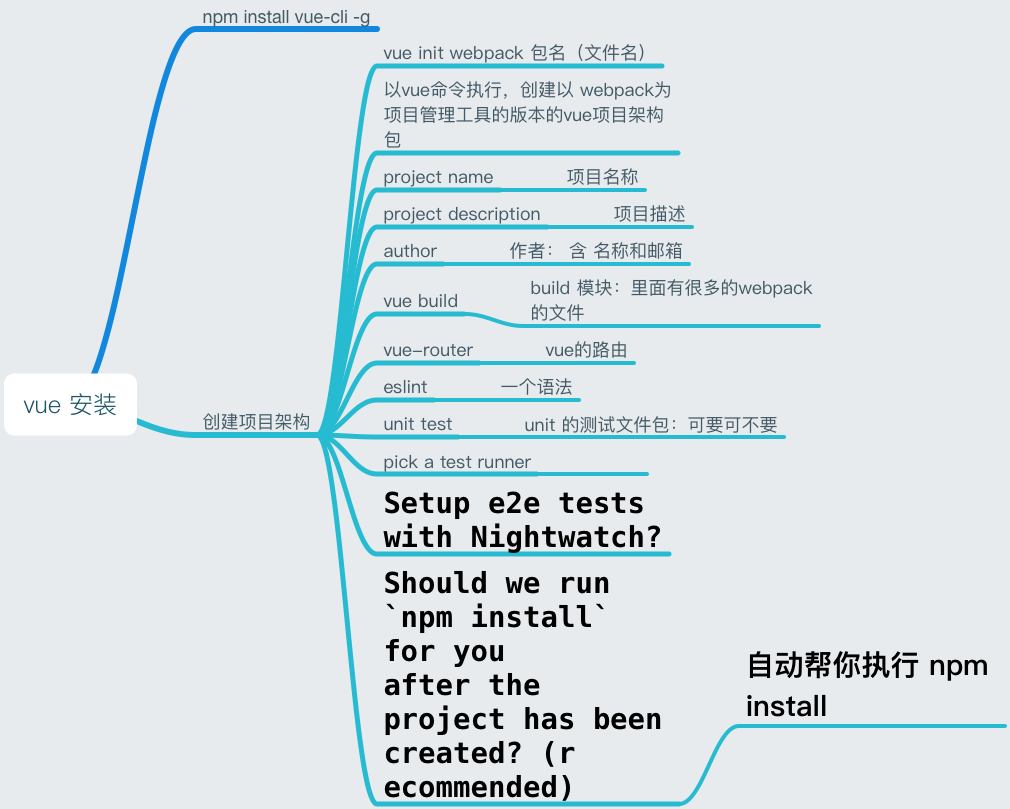 npm install vue-cli -g
vue init webpack 包名（文件名）
以vue命令执行，创建以 webpack为
项目管理工具的版本的vue项目架构
包
project name 项目名称
project description 项目描述
author 作者： 含 名称和邮箱
vue build build 模块：里面有很多的webpack
的文件
vue-router vue的路由
eslint 一个语法
vue 安装
创建项目架构
unit test unit 的测试文件包：可要可不要
pick a test runner
Setup e2e tests
with Nightwatch?
Should we run
`npm install`
for you
after the
project has been
created? (r
ecommended)
自动帮你执行 npm
install